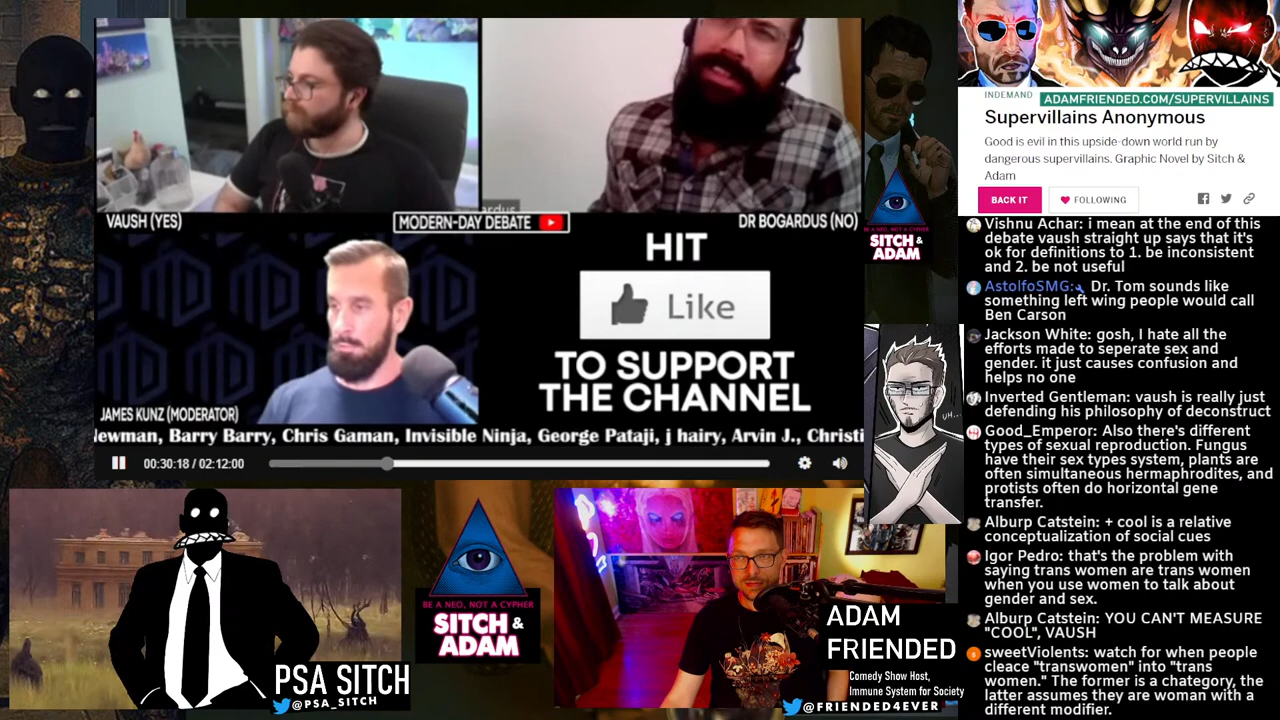 VAUSH (YES)
MODERN-DAY DEBATE
DR BOGARDUS (NO)
HIT
Like
TO SUPPORT
THE CHANNEL
JAMES KUNZ (MODERATOR)
lewman, Barry Barry, Chris Gaman, Invisible Ninja, George Pataji, j hairy, Arvin J., Christi
00:30:18 / 02:12:00
BE A NEO, NOT A CYPHER
SITCH &
ADAM
UH...
PSA SITCH
@PSA_SITCH
BE A NEO, NOT A CYPHER
SITCH &
ADAM
ADAM
FRIENDED
Comedy Show Host,
Immune System for Society
@FRIENDED4EVER
INDEMAND
ADAMFRIENDED.COM/SUPERVILLAINS
Supervillains Anonymous
Good is evil in this upside-down world run by
dangerous supervillains. Graphic Novel by Sitch &
Adam
BACK IT
FOLLOWING
Vishnu Achar: i mean at the end of this
debate vaush straight up says that it's
ok for definitions to 1. be inconsistent
and 2. be not useful
AstolfoSMG: Dr. Tom sounds like
something left wing people would call
Ben Carson
Jackson White: gosh, I hate all the
efforts made to seperate sex and
gender. it just causes confusion and
helps no one
Inverted Gentleman: vaush is really just
defending his philosophy of deconstruct
Good_Emperor: Also there's different
types of sexual reproduction. Fungus
have their sex types system, plants are
often simultaneous hermaphrodites, and
protists often do horizontal gene
transfer.
Alburp Catstein: + cool is a relative
conceptualization of social cues
Igor Pedro: that's the problem with
saying trans women are trans women
when you use women to talk about
gender and sex.
Alburp Catstein: YOU CAN'T MEASURE
"COOL", VAUSH
sweetViolents: watch for when people
cleace "transwomen" into "trans
women." The former is a chategory, the
latter assumes they are woman with a
different modifier.